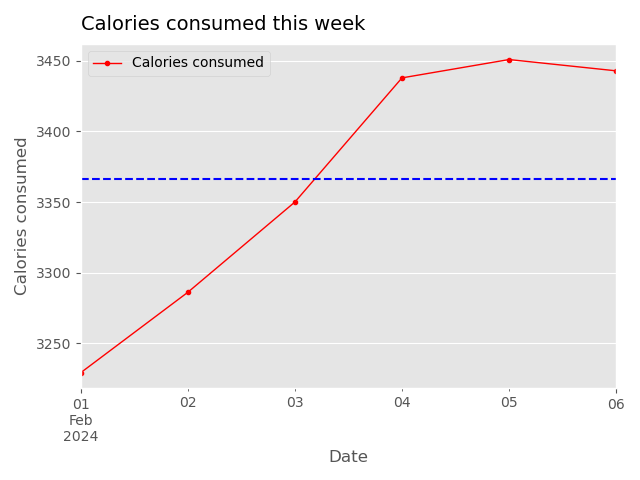 Calories consumed this week
Calories consumed
3450
3400
3350
3300
3250
Calories consumed
01
Feb
2024
02
03
04
05
06
Date